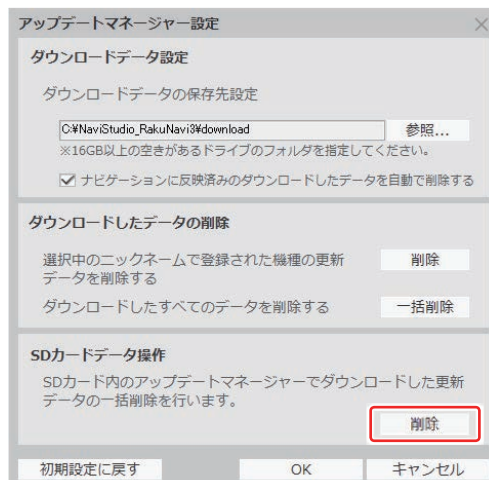 アップデートマネージャー設定
ダウンロードデータ設定
ダウンロードデータの保存先設定
C:¥NaviStudio_RakuNavi3¥download
参照...
※16GB以上の空きがあるドライブのフォルダを指定してください。
ナビゲーションに反映済みのダウンロードしたデータを自動で削除する
ダウンロードしたデータの削除
選択中のニックネームで登録された機種の更新
データを削除する
削除
ダウンロードしたすべてのデータを削除する
一括削除
SDカードデータ操作
SDカード内のアップデートマネージャーでダウンロードした更新
データの一括削除を行います。
削除
初期設定に戻す
OK
キャンセル